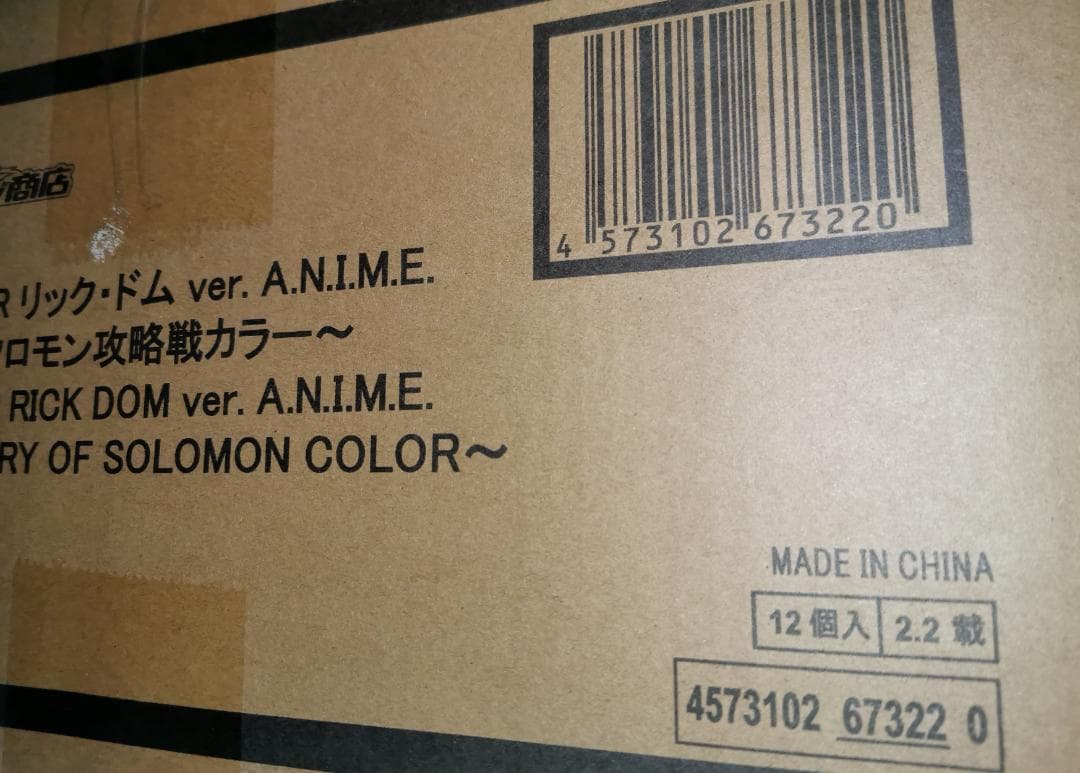 商店
4 573102 673220
R リック・ドム ver. A.N.I.M.E.
ソロモン攻略戦カラー～
RICK DOM ver. A.N.I.M.E.
RY OF SOLOMON COLOR～
MADE IN CHINA
12 個入 2.2
4573102 67322 0